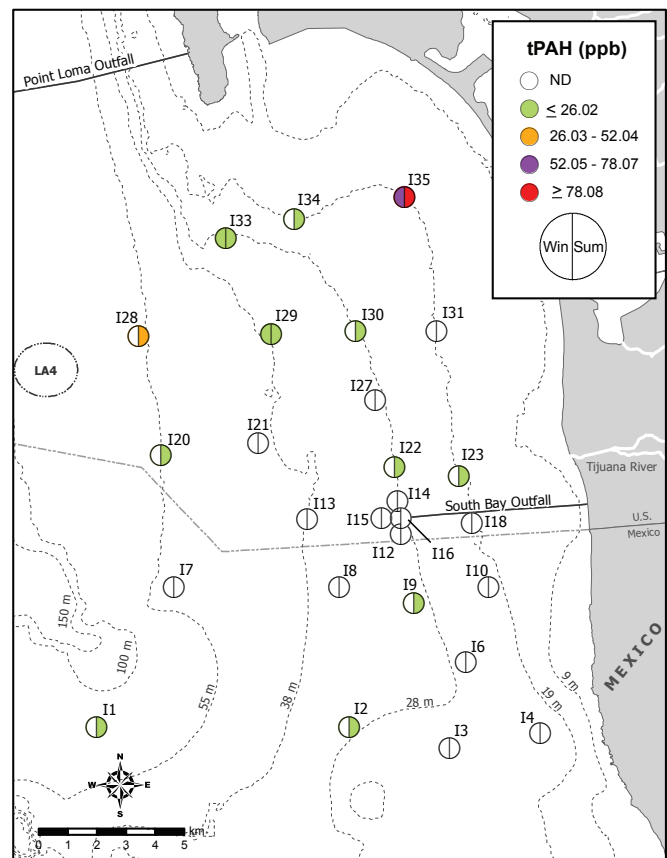 Point Loma Outfall
tPAH (ppb)
ND
≤ 26.02
26.03 - 52.04
52.05 - 78.07
≥ 78.08
Win Sum
I35
I34
I33
I28
I29
I30
I31
LA4
I27
I21
I20
I22
I23
Tijuana River
I14
South Bay Outfall
I13
I15
I18
U.S.
Mexico
I12
I16
I7
I8
I9
I10
150 m
100 m
I6
MEXICO
55 m
38 m
28 m
19 m
9 m
I1
I2
I3
I4
N
W E
S
0 1 2 3 4 5
km